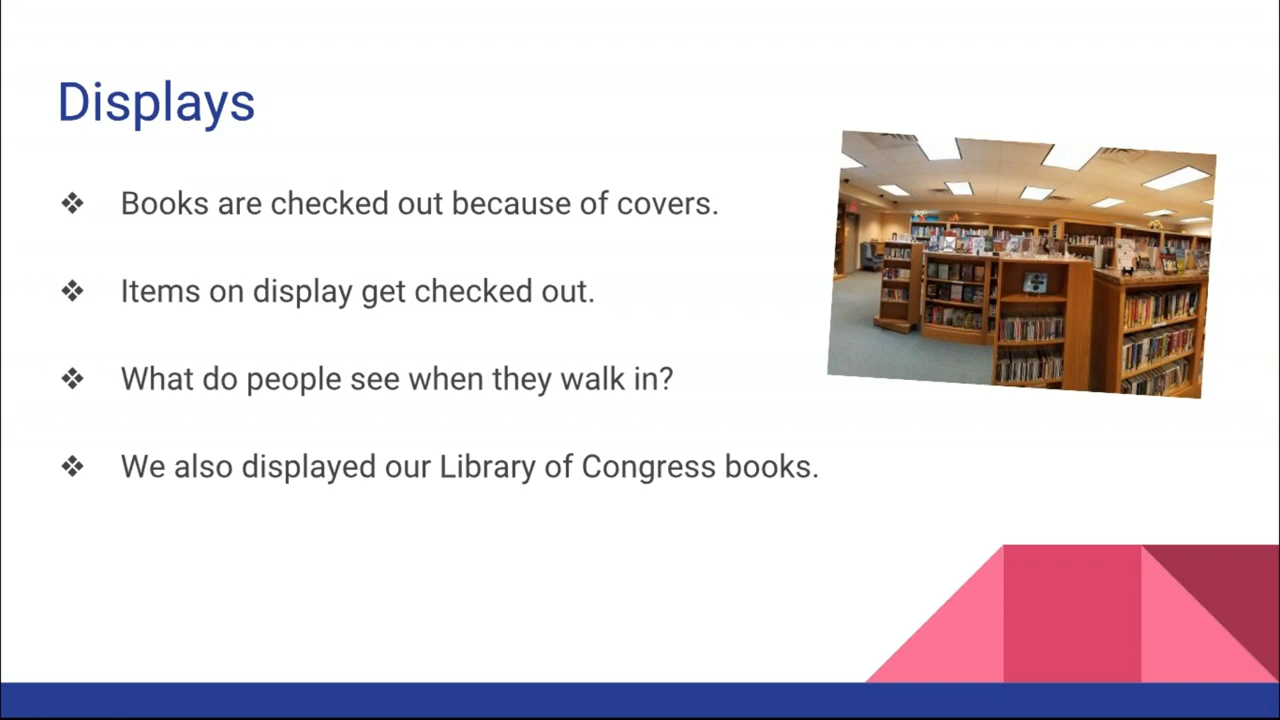 Displays
❖ Books are checked out because of covers.
❖ Items on display get checked out.
❖ What do people see when they walk in?
❖ We also displayed our Library of Congress books.